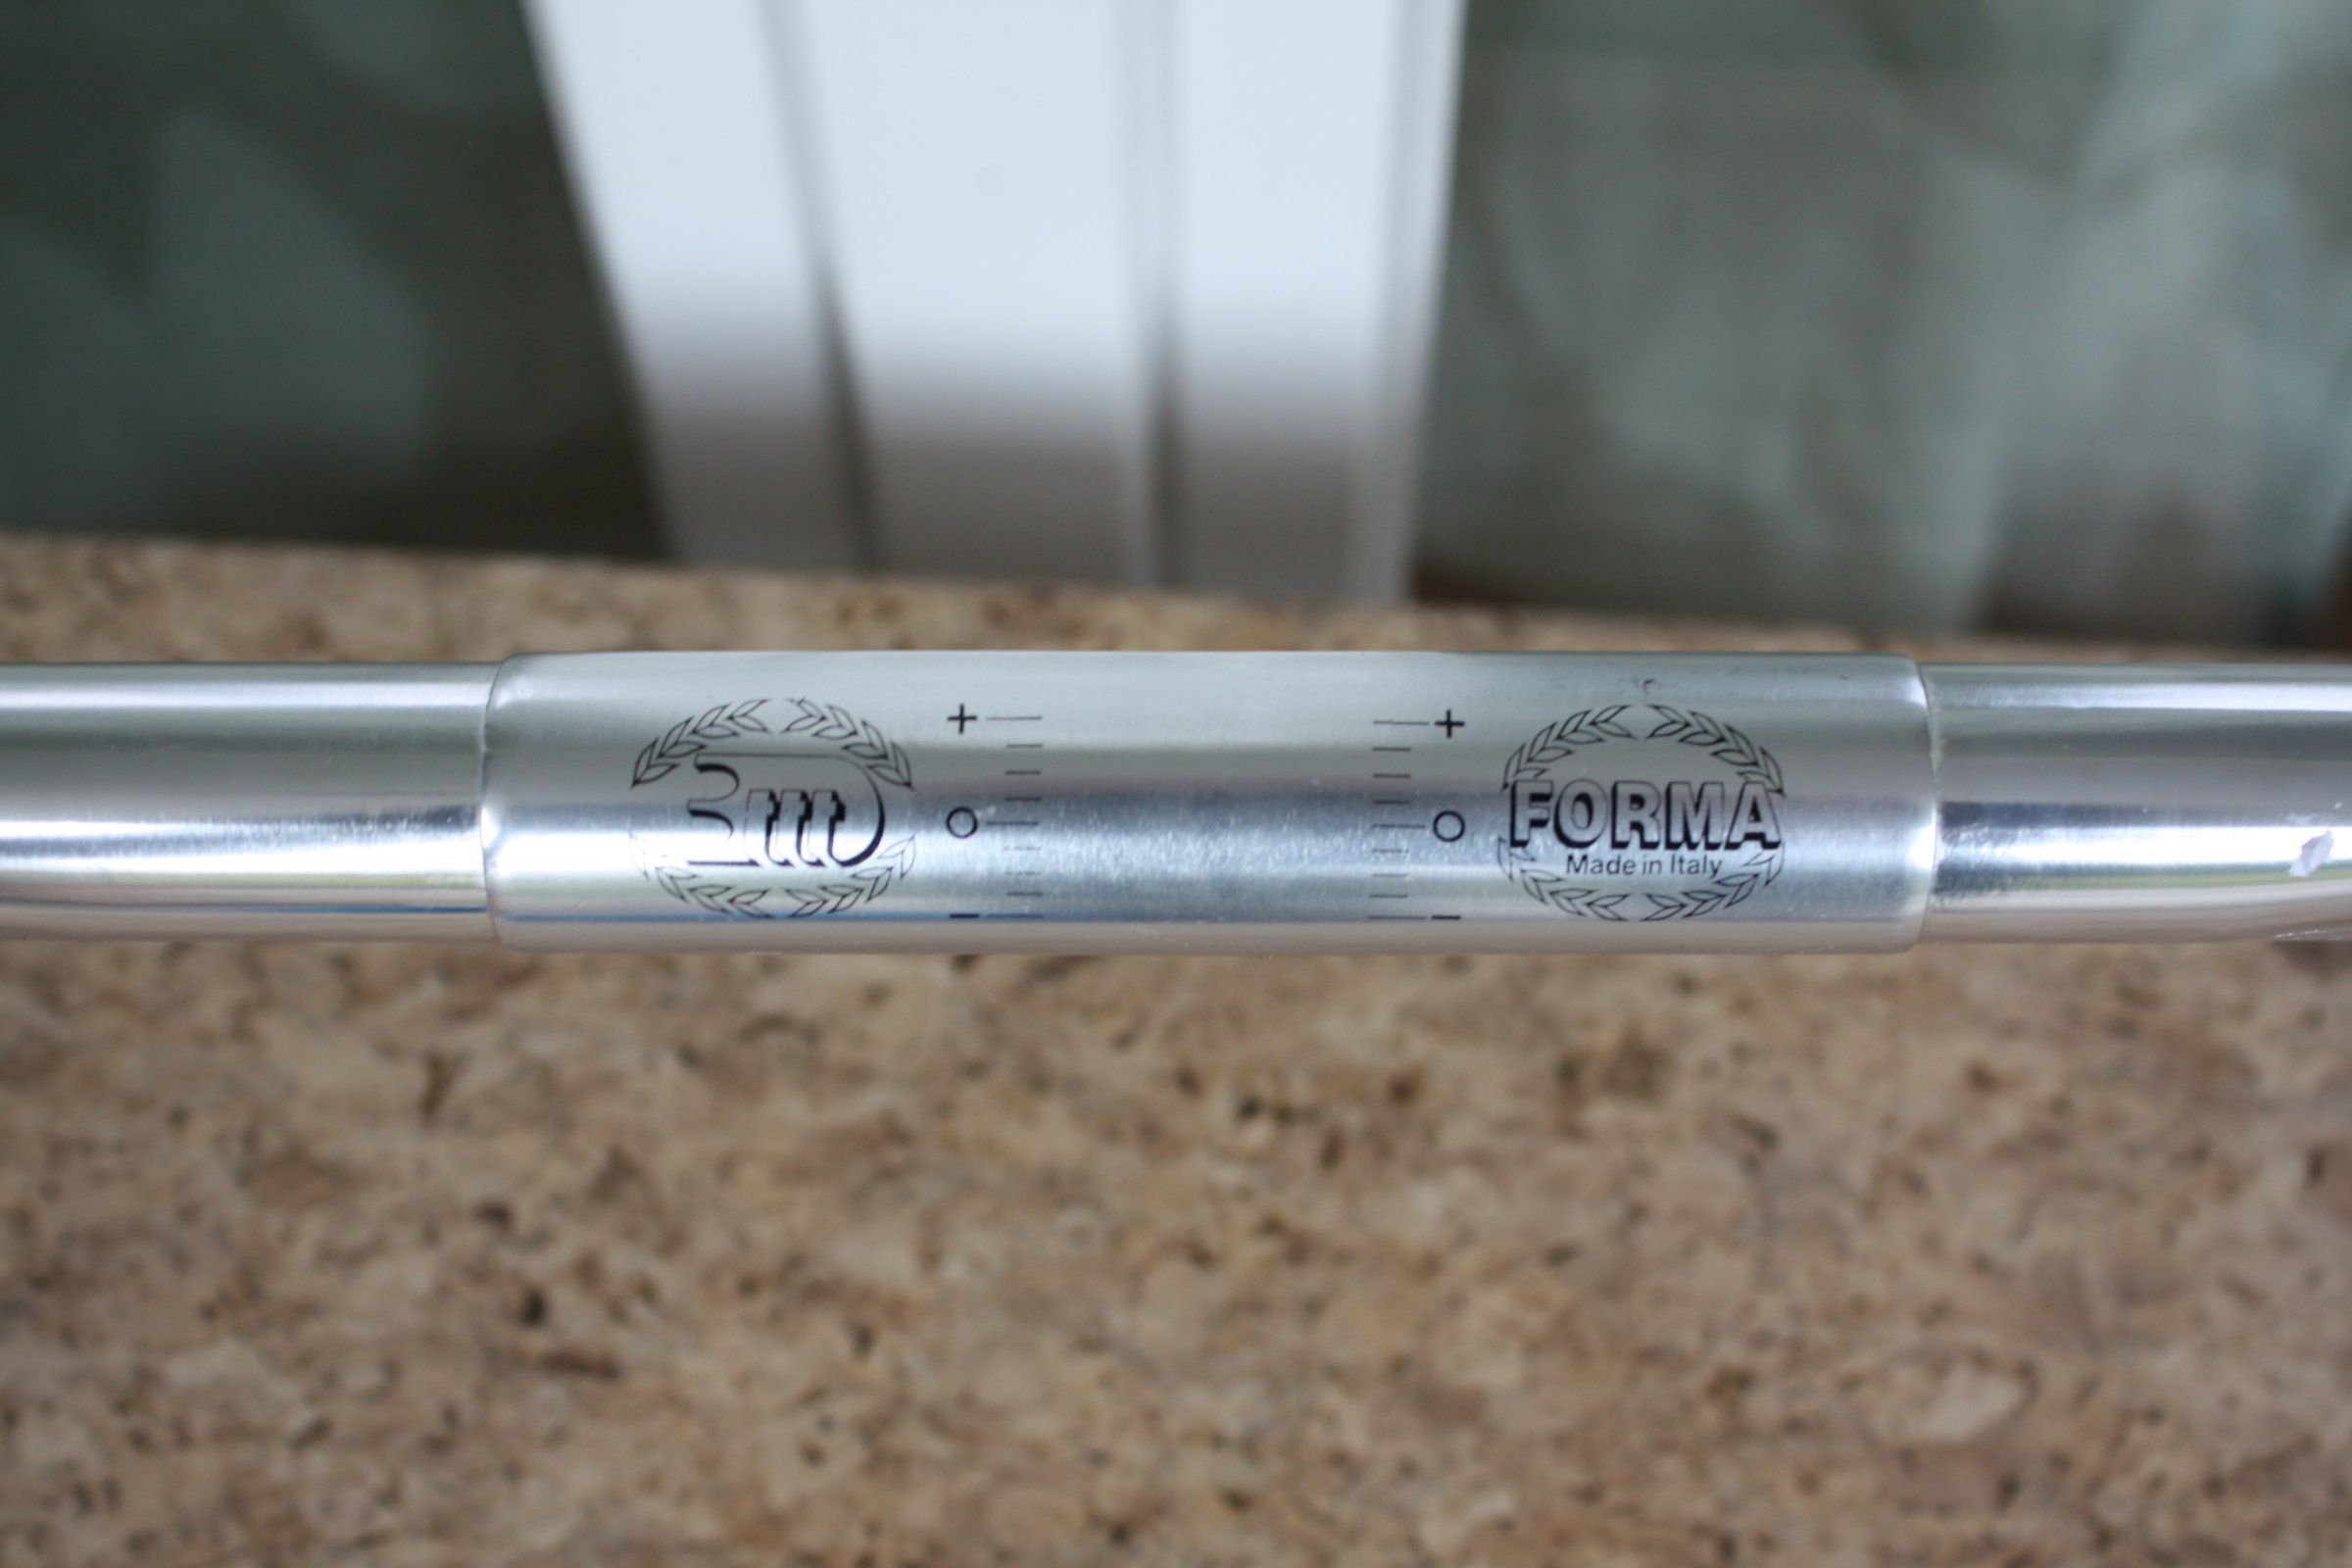 3ttt
+ +
O O
- -
FORMA
Made in Italy